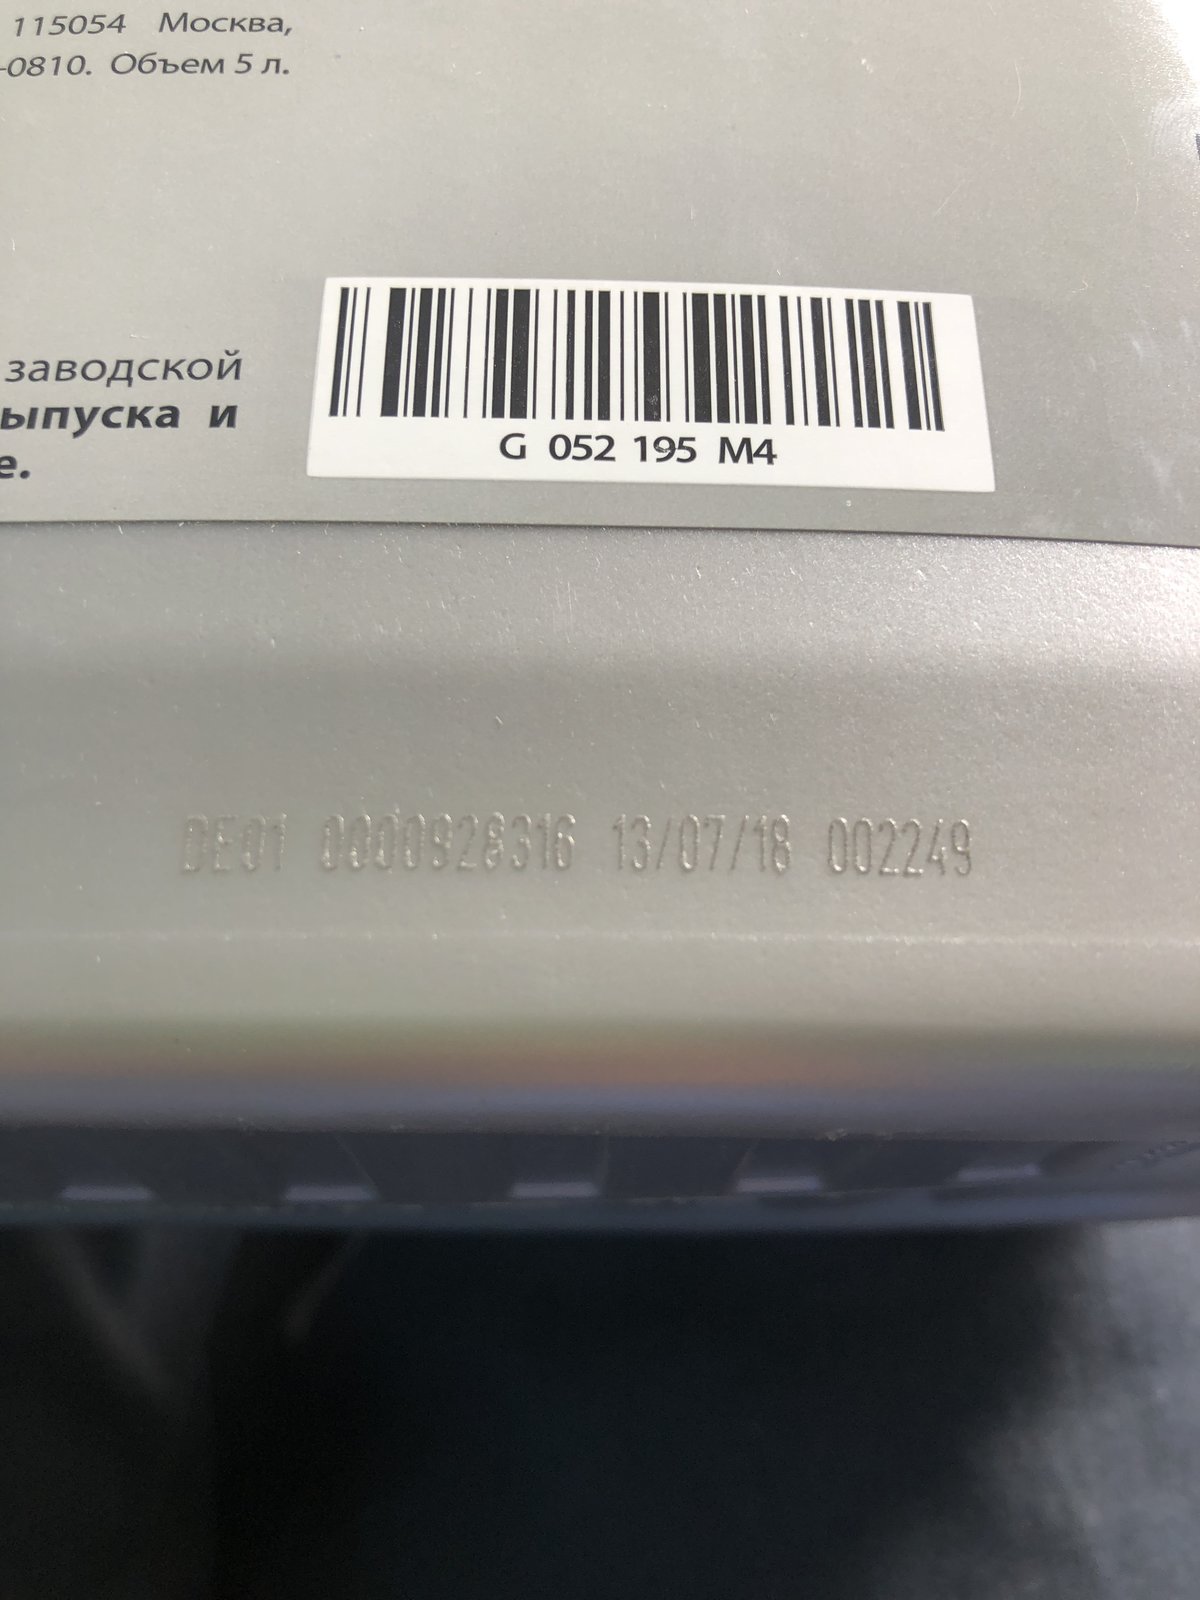 115054 Москва,
-0810. Объем 5 л.
заводской
ыпуска и
е.
G 052 195 M4
DE01 0000928316 13/07/18 002249